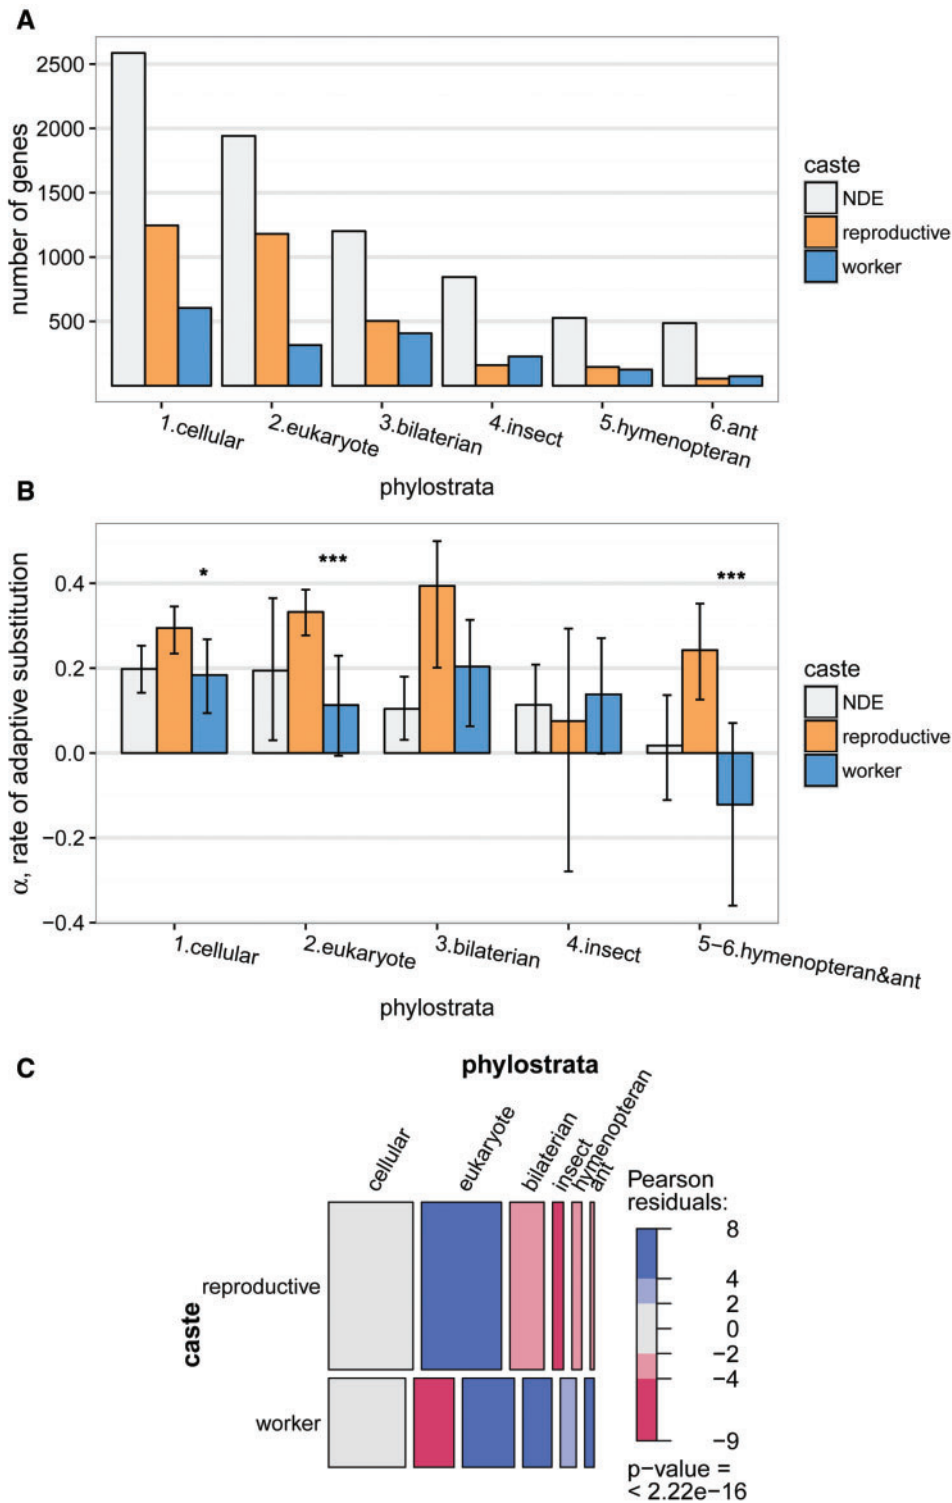 A
number of genes
2500
2000
1500
1000
500
1.cellular
2.eukaryote
3.bilaterian
4.insect
5.hymenopteran
6.ant
phylostrata
caste
NDE
reproductive
worker
B
α, rate of adaptive substitution
0.4
0.2
0.0
−0.2
−0.4
*
***
***
1.cellular
2.eukaryote
3.bilaterian
4.insect
5−6.hymenopteran&ant
phylostrata
caste
NDE
reproductive
worker
C
phylostrata
cellular
eukaryote
bilaterian
insect
hymenopteran
ant
caste
reproductive
worker
Pearson
residuals:
8
4
2
0
−2
−4
−9
p−value =
< 2.22e−16